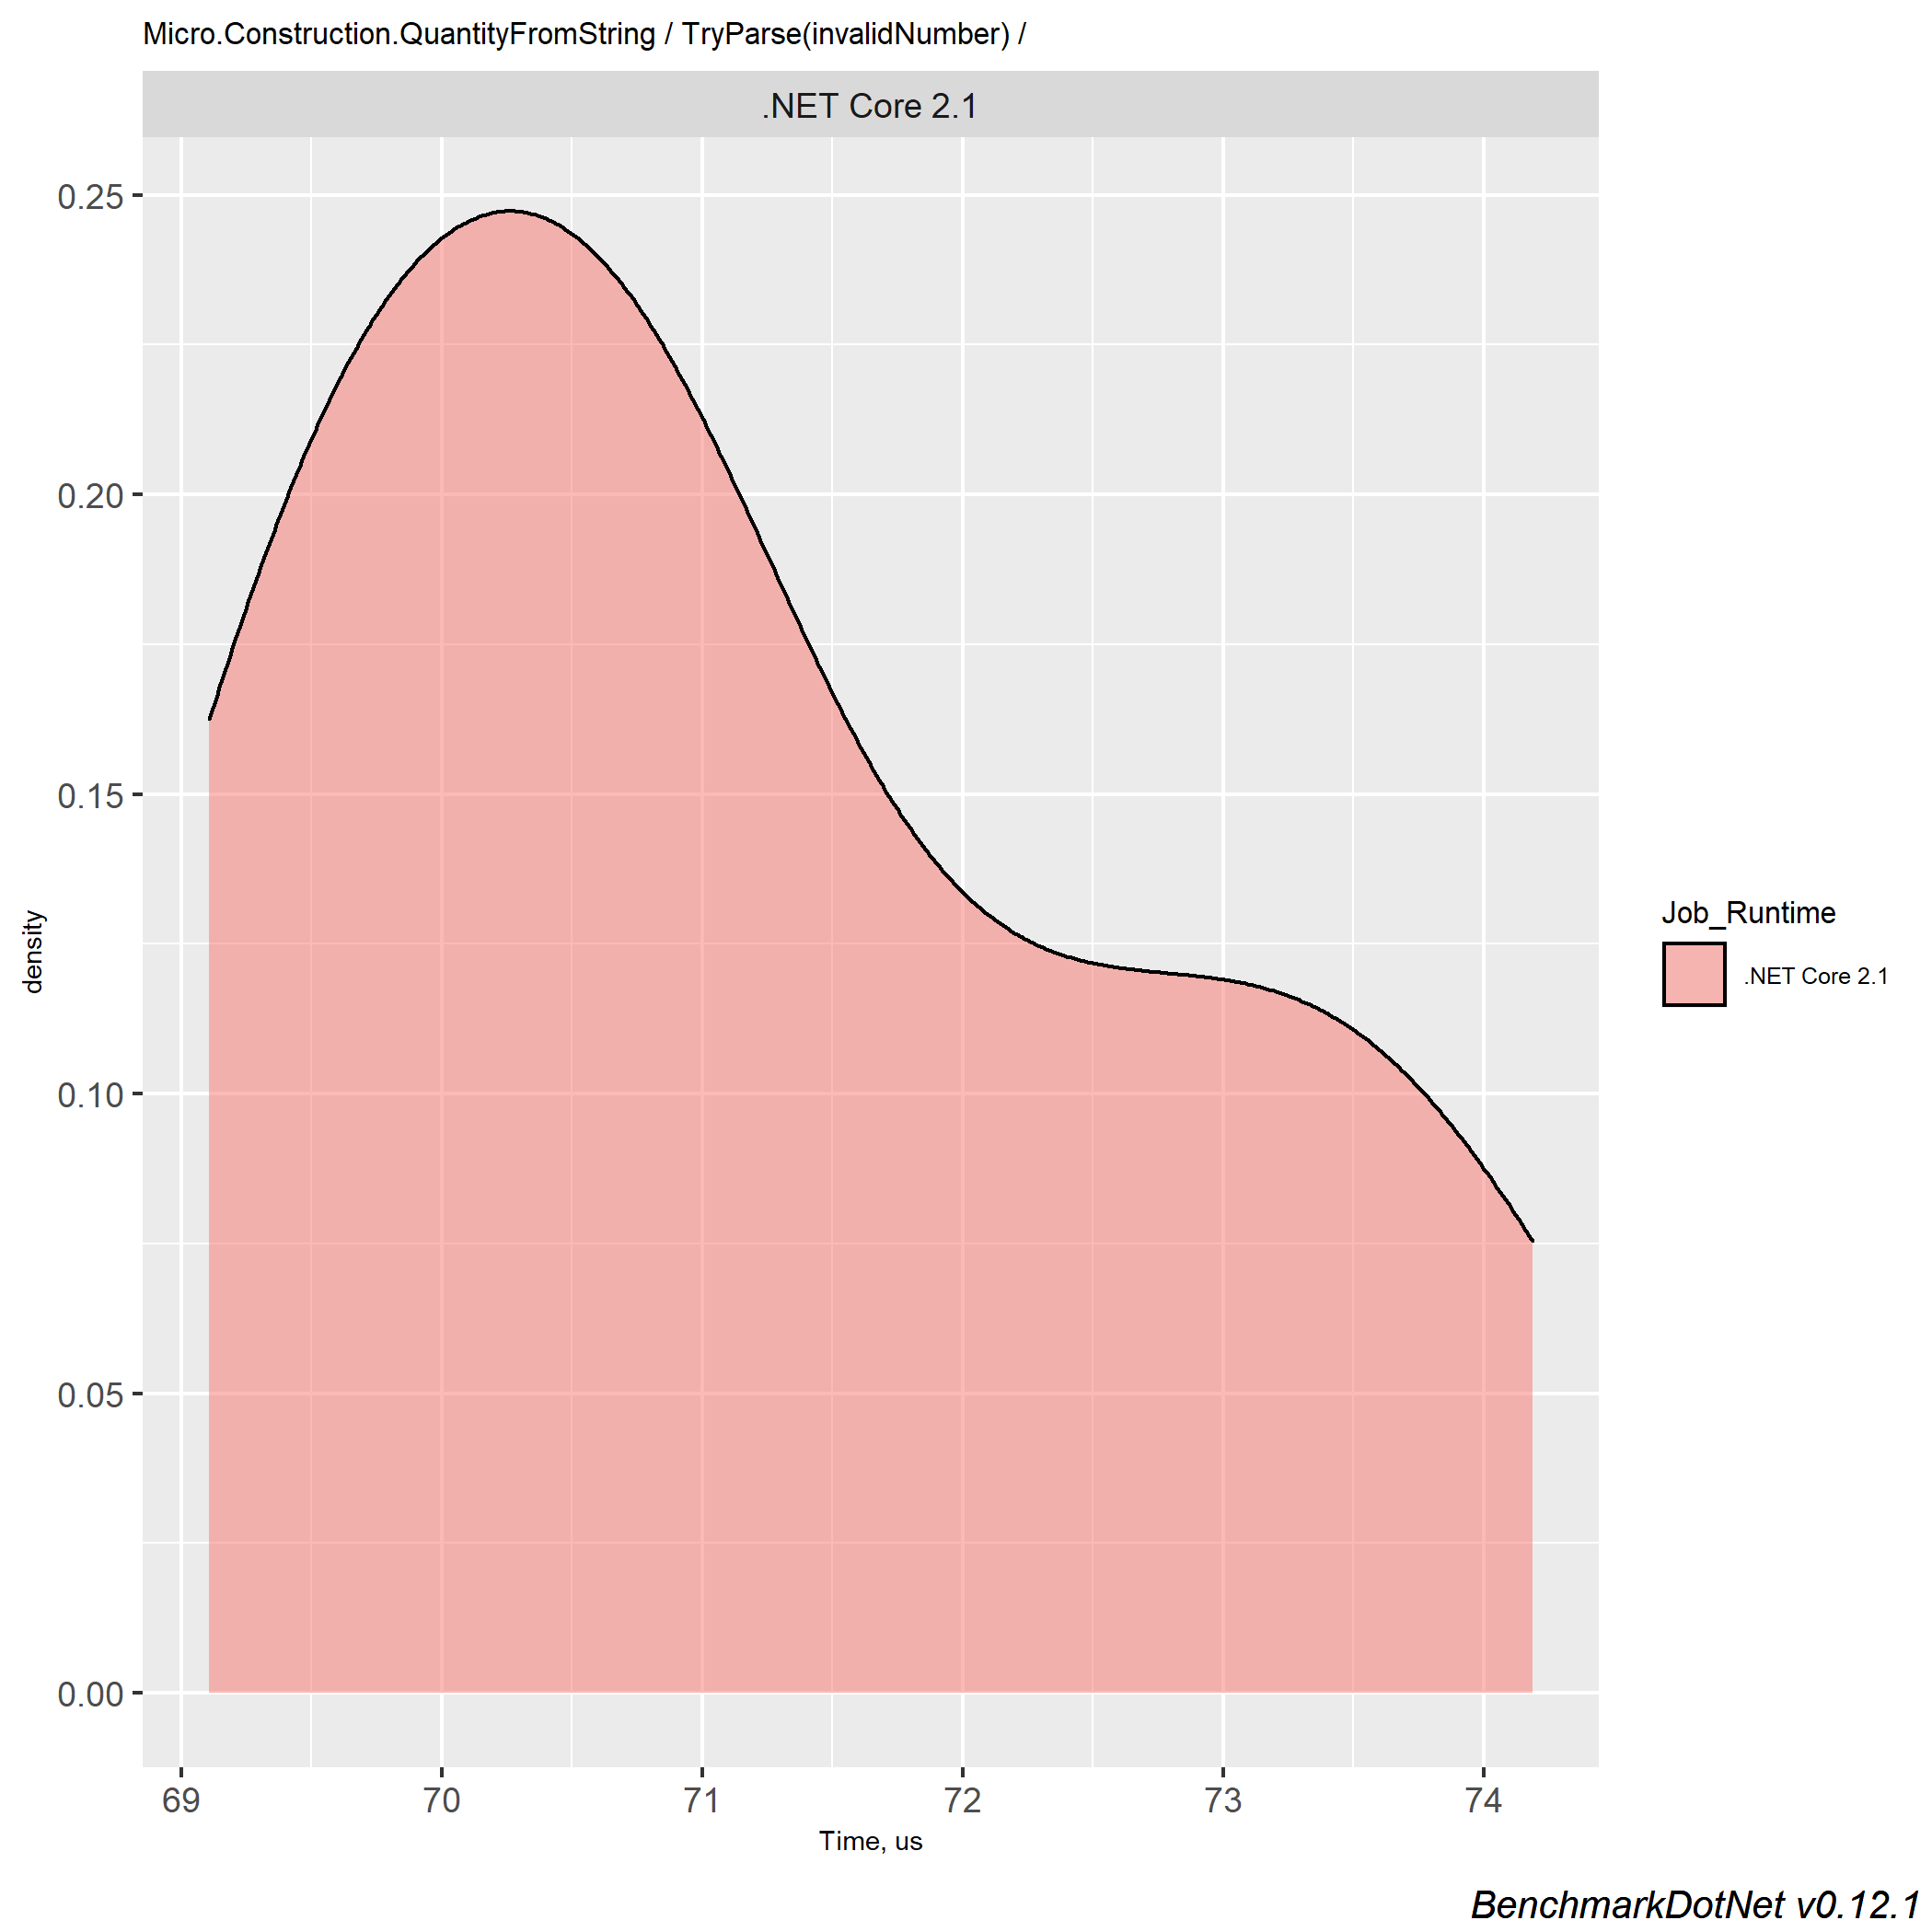 Micro.Construction.QuantityFromString / TryParse(invalidNumber) /
.NET Core 2.1
0.25
0.20
0.15
0.10
0.05
0.00
density
69 70 71 72 73 74
Time, us
Job_Runtime
.NET Core 2.1
BenchmarkDotNet v0.12.1